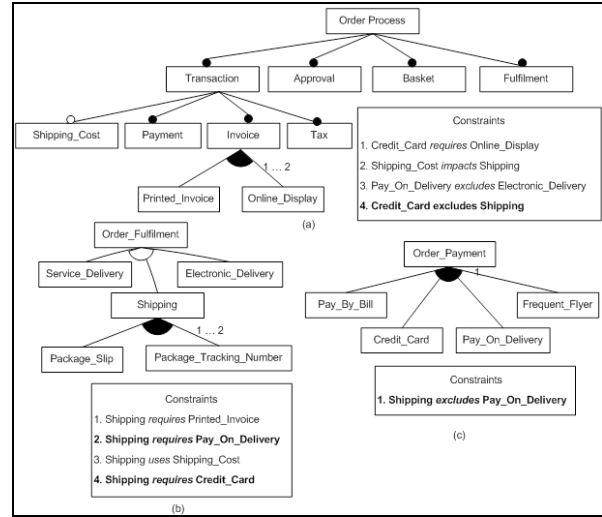 Order Process
Transaction
Approval
Basket
Fulfilment
Shipping_Cost
Payment
Invoice
Tax
1 ... 2
Printed_Invoice
Online_Display
(a)
Constraints
1. Credit_Card requires Online_Display
2. Shipping_Cost impacts Shipping
3. Pay_On_Delivery excludes Electronic_Delivery
4. Credit_Card excludes Shipping
Order_Fulfilment
Service_Delivery
Electronic_Delivery
Shipping
1 ... 2
Package_Slip
Package_Tracking_Number
Constraints
1. Shipping requires Printed_Invoice
2. Shipping requires Pay_On_Delivery
3. Shipping uses Shipping_Cost
4. Shipping requires Credit_Card
(b)
Order_Payment
1
Pay_By_Bill
Frequent_Flyer
Credit_Card
Pay_On_Delivery
Constraints
1. Shipping excludes Pay_On_Delivery
(c)